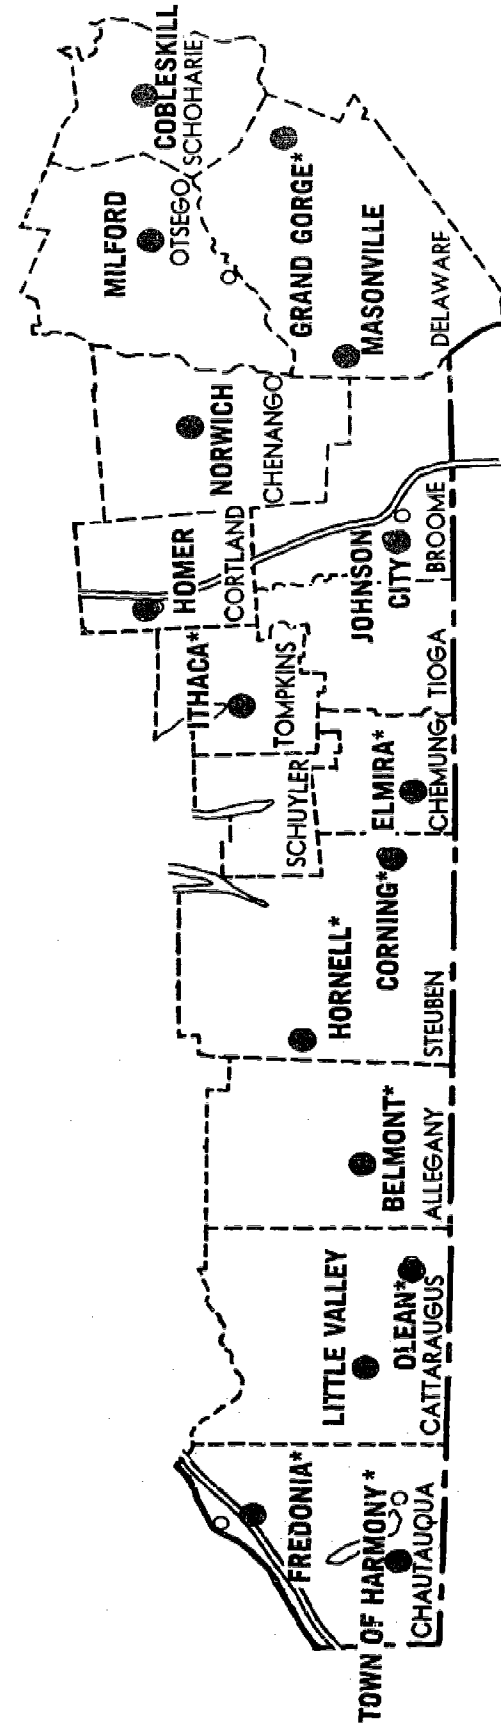 TOWN OF HARMONY*
CHAUTAUQUA
FREDONIA*
LITTLE VALLEY
OLEAN*
CATTARAUGUS
BELMONT*
ALLEGANY
HORNELL*
CORNING*
STEUBEN
SCHUYLER
ELMIRA*
CHEMUNG
ITHACA*
TOMPKINS
TIOGA
HOMER
CORTLAND
JOHNSON
CITY
BROOME
NORWICH
CHENANGO
MILFORD
OTSEGO
COBLESKILL
SCHOHARIE
GRAND GORGE*
MASONVILLE
DELAWARE